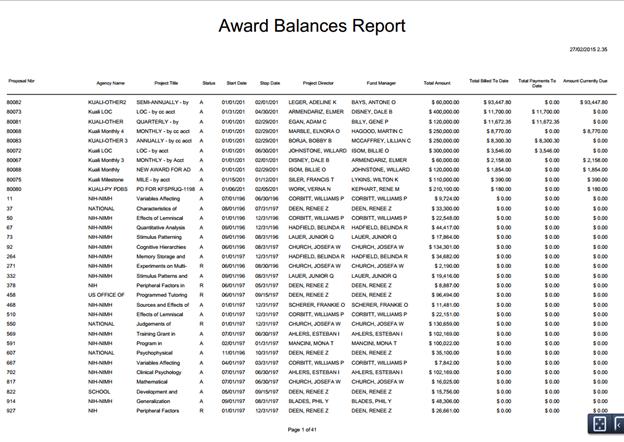 Award Balances Report
27/02/2015 2.35
Proposal Nbr Agency Name Project Title Status Start Date Stop Date Project Director Fund Manager Total Amount Total Billed To Date Total Payments To Date Amount Currently Due
80082 KUALI-OTHER2 SEMI-ANNUALLY - by A 01/01/201 02/01/201 LEGER, ADELINE K BAYS, ANTONE O $ 60,000.00 $ 93,447.80 $ 0.00 $ 93,447.80
80073 Kuali LOC LOC - by acct A 01/31/201 04/30/201 ARMENDARIZ, ELMER DISNEY, DALE B $ 400,000.00 $ 11,700.00 $ 11,700.00 $ 0.00
80081 KUALI-OTHER QUARTERLY - by A 01/01/201 02/29/201 EGAN, ADAM C BILLY, GENE P $ 120,000.00 $ 11,672.35 $ 11,672.35 $ 0.00
80068 Kuali Monthly 4 MONTHLY - by cc acct A 01/01/201 02/29/201 MARBLE, ELNORA O HAGOOD, MARTIN C $ 250,000.00 $ 8,770.00 $ 0.00 $ 8,770.00
80083 KUALI-OTHER 3 ANNUALLY - by cc acct A 01/01/201 02/01/201 BORJA, BOBBY B MCCAFFREY, LILLIAN C $ 250,000.00 $ 8,300.30 $ 8,300.30 $ 0.00
80072 Kuali LOC LOC - by acct A 01/01/201 06/30/201 JOHNSTONE, WILLARD ISOM, BILLIE O $ 300,000.00 $ 3,546.00 $ 3,546.00 $ 0.00
80067 Kuali Monthly 3 MONTHLY - by Acct A 01/01/201 02/01/201 DISNEY, DALE B ARMENDARIZ, ELMER $ 60,000.00 $ 2,158.00 $ 0.00 $ 2,158.00
80088 Kuali Monthly NEW AWARD FOR AD A 01/01/201 02/29/201 ISOM, BILLIE O JOHNSTONE, WILLARD $ 120,000.00 $ 1,854.00 $ 0.00 $ 1,854.00
80075 Kuali Milestone MILE - by acct A 01/15/201 01/12/201 SILER, FRANCIS T LYKINS, WILTON K $ 110,000.00 $ 390.00 $ 0.00 $ 390.00
80080 KUALI-PY PDBS PD FOR KFSPRJQ-1198 A 01/06/201 02/05/201 WORK, VERNA N KEPHART, RENE M $ 210,100.00 $ 180.00 $ 0.00 $ 180.00
11 NIH-NIMH Variables Affecting A 07/01/196 06/30/196 CORBITT, WILLIAMS P CORBITT, WILLIAMS P $ 9,724.00 $ 0.00 $ 0.00 $ 0.00
37 NATIONAL Characteristics of A 09/01/196 DEEN, RENEE Z DEEN, RENEE Z $ 33,300.00 $ 0.00 $ 0.00 $ 0.00
50 NIH-NIMH Effects of Lemniscal A 01/01/196 12/31/196 CORBITT, WILLIAMS P CORBITT, WILLIAMS P $ 22,548.00 $ 0.00 $ 0.00 $ 0.00
67 NIH-NIMH Quantitative Analysis A 09/01/196 HADFIELD, BELINDA R HADFIELD, BELINDA R $ 44,417.00 $ 0.00 $ 0.00 $ 0.00
73 NIH-NIMH Stimulus Patterning A 09/01/196 08/31/196 LAUER, JUNIOR Q LAUER, JUNIOR Q $ 17,864.00 $ 0.00 $ 0.00 $ 0.00
92 NIH-NIMH Cognitive Hierarchies A 06/01/196 08/31/197 CHURCH, JOSEFA W CHURCH, JOSEFA W $ 134,301.00 $ 0.00 $ 0.00 $ 0.00
264 NIH-NIMH Memory Storage and A 01/01/197 12/31/197 HADFIELD, BELINDA R HADFIELD, BELINDA R $ 34,682.00 $ 0.00 $ 0.00 $ 0.00
271 NIH-NIMH Experiments on Multi- R 06/01/196 08/30/196 CHURCH, JOSEFA W CHURCH, JOSEFA W $ 2,190.00 $ 0.00 $ 0.00 $ 0.00
332 NIH-NIMH Stimulus Patterns and A 09/01/196 08/31/197 LAUER, JUNIOR Q LAUER, JUNIOR Q $ 19,416.00 $ 0.00 $ 0.00 $ 0.00
378 NIH Peripheral Factors in R DEEN, RENEE Z DEEN, RENEE Z $ 8,887.00 $ 0.00 $ 0.00 $ 0.00
458 US OFFICE OF Programmed Tutoring R 09/15/197 DEEN, RENEE Z DEEN, RENEE Z $ 96,494.00 $ 0.00 $ 0.00 $ 0.00
468 NIH-NIMH Sources and Effects of A 01/01/197 12/31/197 SCHERER, FRANKIE O SCHERER, FRANKIE O $ 11,481.00 $ 0.00 $ 0.00 $ 0.00
510 NIH-NIMH Effects of Lemniscal A 01/01/197 12/31/197 CORBITT, WILLIAMS P CORBITT, WILLIAMS P $ 22,151.00 $ 0.00 $ 0.00 $ 0.00
550 NATIONAL Judgements of R 01/01/197 12/31/197 CHURCH, JOSEFA W CHURCH, JOSEFA W $ 130,659.00 $ 0.00 $ 0.00 $ 0.00
569 NIH-NIMH Training Grant in A 07/01/197 06/30/197 AHLERS, ESTEBAN I AHLERS, ESTEBAN I $ 102,169.00 $ 0.00 $ 0.00 $ 0.00
591 NIH-NIMH Program in A 02/01/197 01/31/197 MANCINI, MONA T MANCINI, MONA T $ 100,022.00 $ 0.00 $ 0.00 $ 0.00
607 NATIONAL Psychophysical A 11/01/196 10/31/197 DEEN, RENEE Z DEEN, RENEE Z $ 35,100.00 $ 0.00 $ 0.00 $ 0.00
667 NIH-NIMH Variables Affecting A 04/01/197 03/31/197 CORBITT, WILLIAMS P CORBITT, WILLIAMS P $ 7,842.00 $ 0.00 $ 0.00 $ 0.00
702 NIH-NIMH Clinical Psychology A 07/01/197 06/30/197 AHLERS, ESTEBAN I AHLERS, ESTEBAN I $ 102,169.00 $ 0.00 $ 0.00 $ 0.00
817 NIH-NIMH Mathematical A 07/01/197 06/30/197 CHURCH, JOSEFA W CHURCH, JOSEFA W $ 16,025.00 $ 0.00 $ 0.00 $ 0.00
822 SCHOOL Development and A 05/01/197 09/15/197 DEEN, RENEE Z DEEN, RENEE Z $ 15,756.00 $ 0.00 $ 0.00 $ 0.00
914 NIH-NIMH Generalization A 09/01/197 08/31/197 BLADES, PHIL Y BLADES, PHIL Y $ 48,306.00 $ 0.00 $ 0.00 $ 0.00
927 NIH Peripheral Factors R 01/01/197 12/31/197 DEEN, RENEE Z DEEN, RENEE Z $ 26,661.00 $ 0.00 $ 0.00 $ 0.00
Page 1 of 41